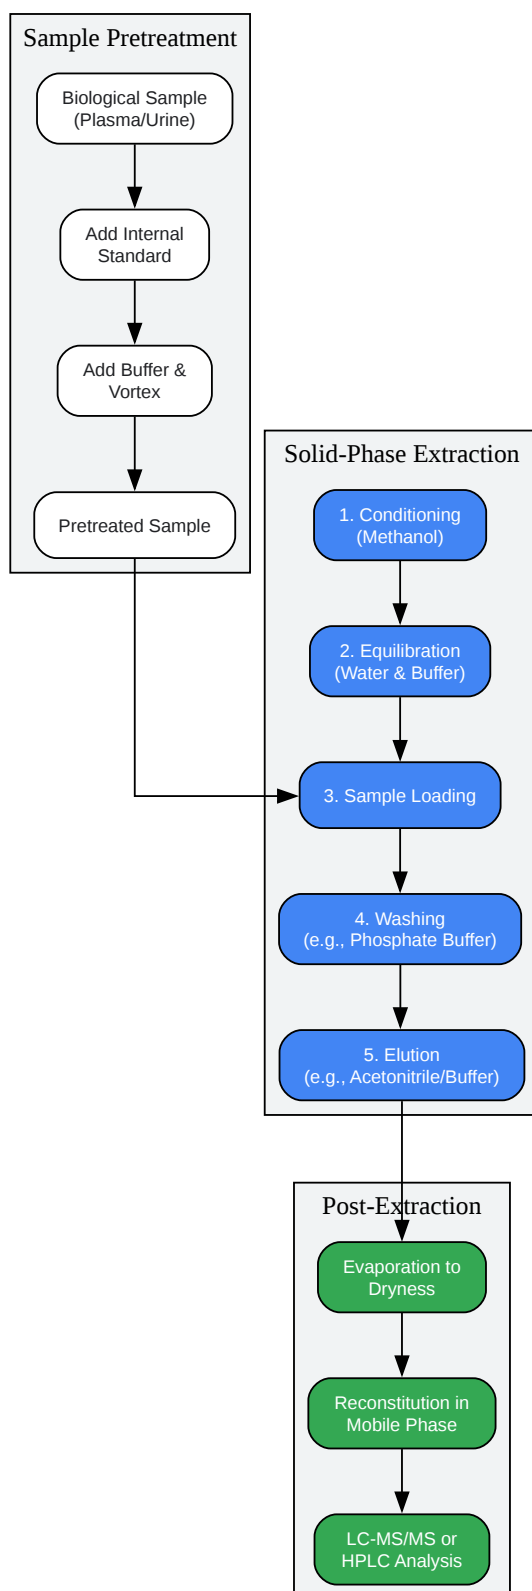 Sample Pretreatment
Biological Sample
(Plasma/Urine)
Add Internal
Standard
Add Buffer &
Vortex
Pretreated Sample
Solid-Phase Extraction
1. Conditioning
(Methanol)
2. Equilibration
(Water & Buffer)
3. Sample Loading
4. Washing
(e.g., Phosphate Buffer)
5. Elution
(e.g., Acetonitrile/Buffer)
Post-Extraction
Evaporation to
Dryness
Reconstitution in
Mobile Phase
LC-MS/MS or
HPLC Analysis